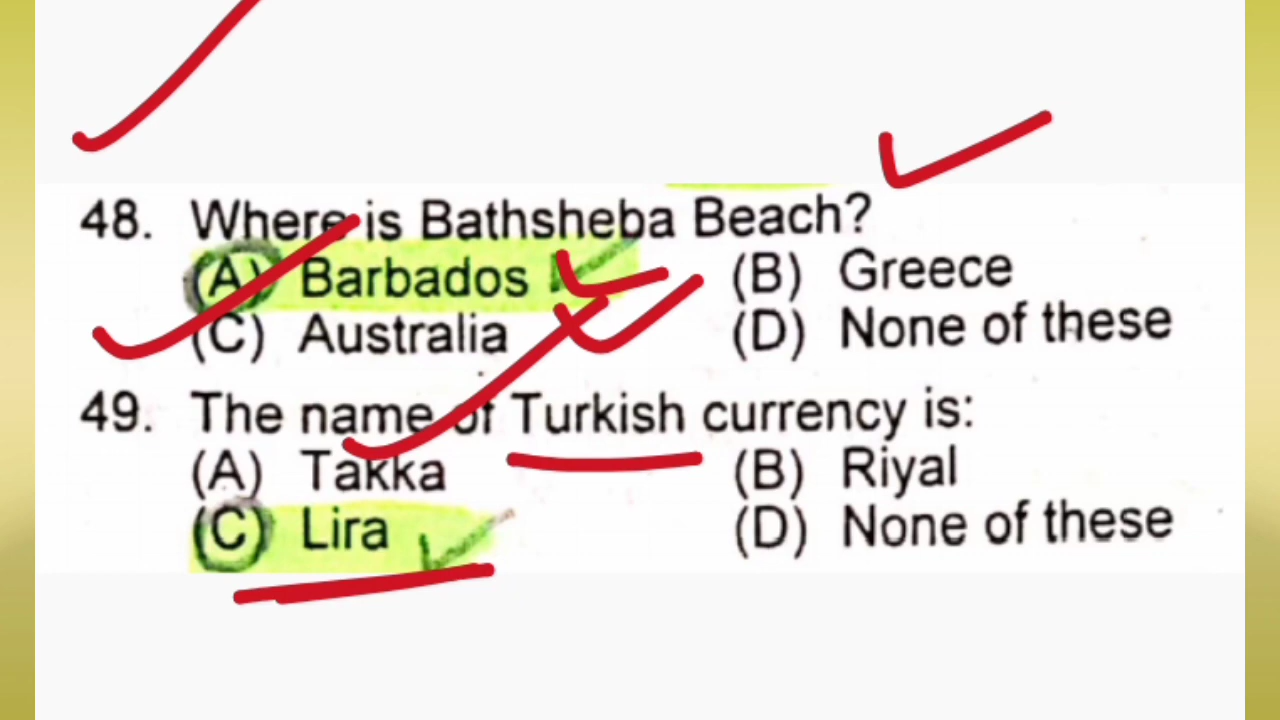 48. Where is Bathsheba Beach?
(A) Barbados (B) Greece
(C) Australia (D) None of these
49. The name of Turkish currency is:
(A) Takka (B) Riyal
(C) Lira (D) None of these